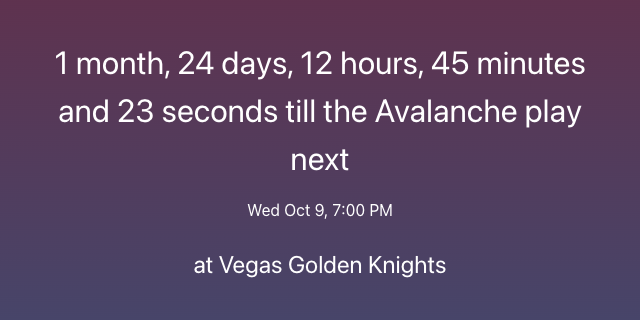 1 month, 24 days, 12 hours, 45 minutes
and 23 seconds till the Avalanche play
next
Wed Oct 9, 7:00 PM
at Vegas Golden Knights